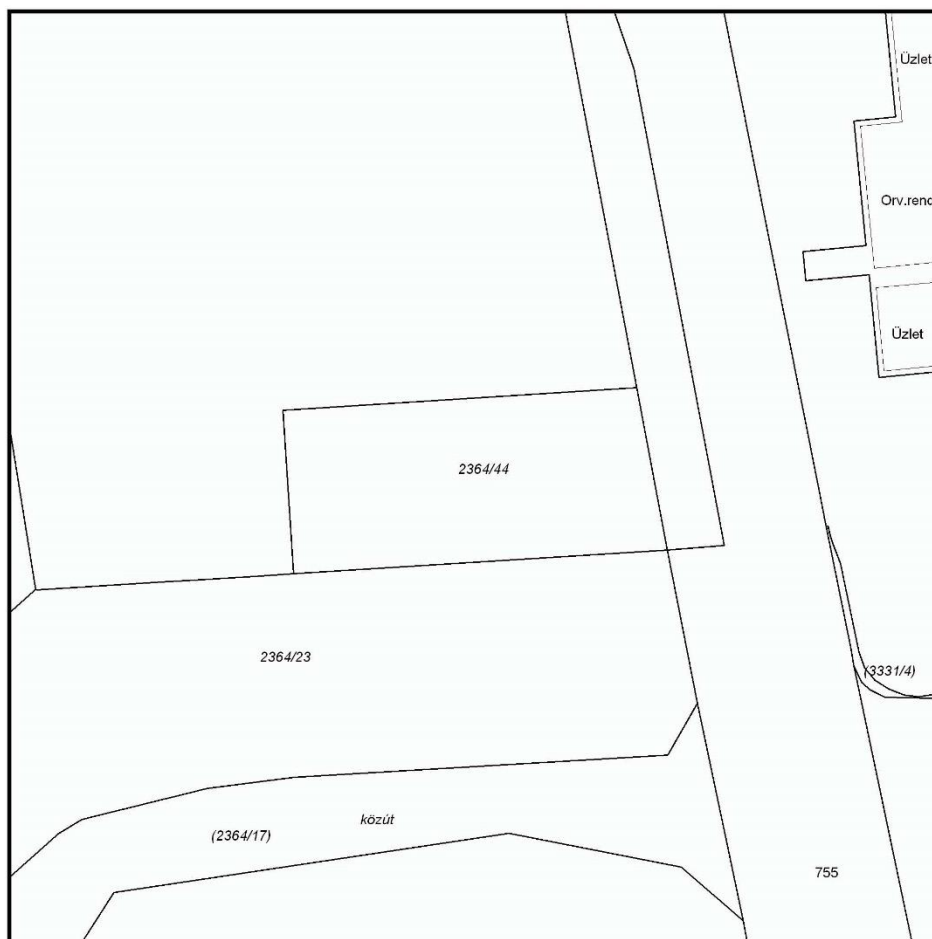 Üzlet
Orv.rend
Üzlet
2364/44
2364/23
(3331/4)
közút
(2364/17)
755